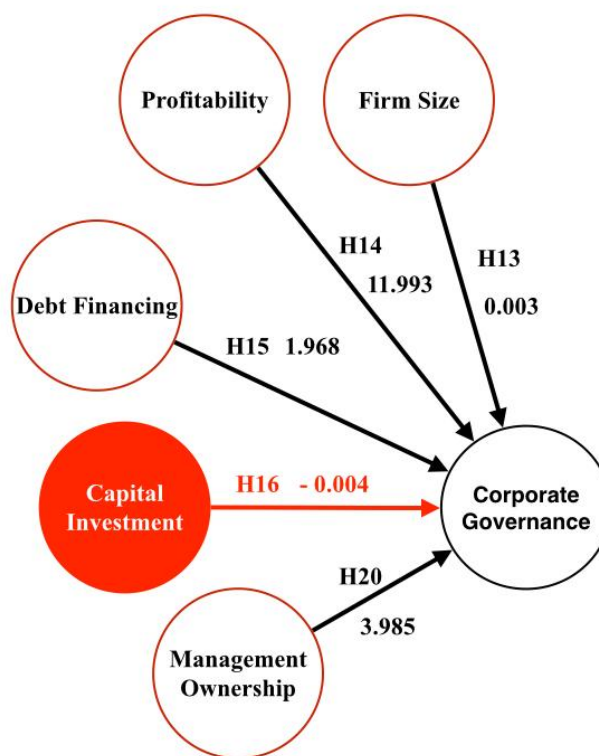 Profitability
Firm Size
H14
11.993
H13
0.003
Debt Financing
H15 1.968
Capital
Investment
H16 - 0.004
Corporate
Governance
H20
3.985
Management
Ownership